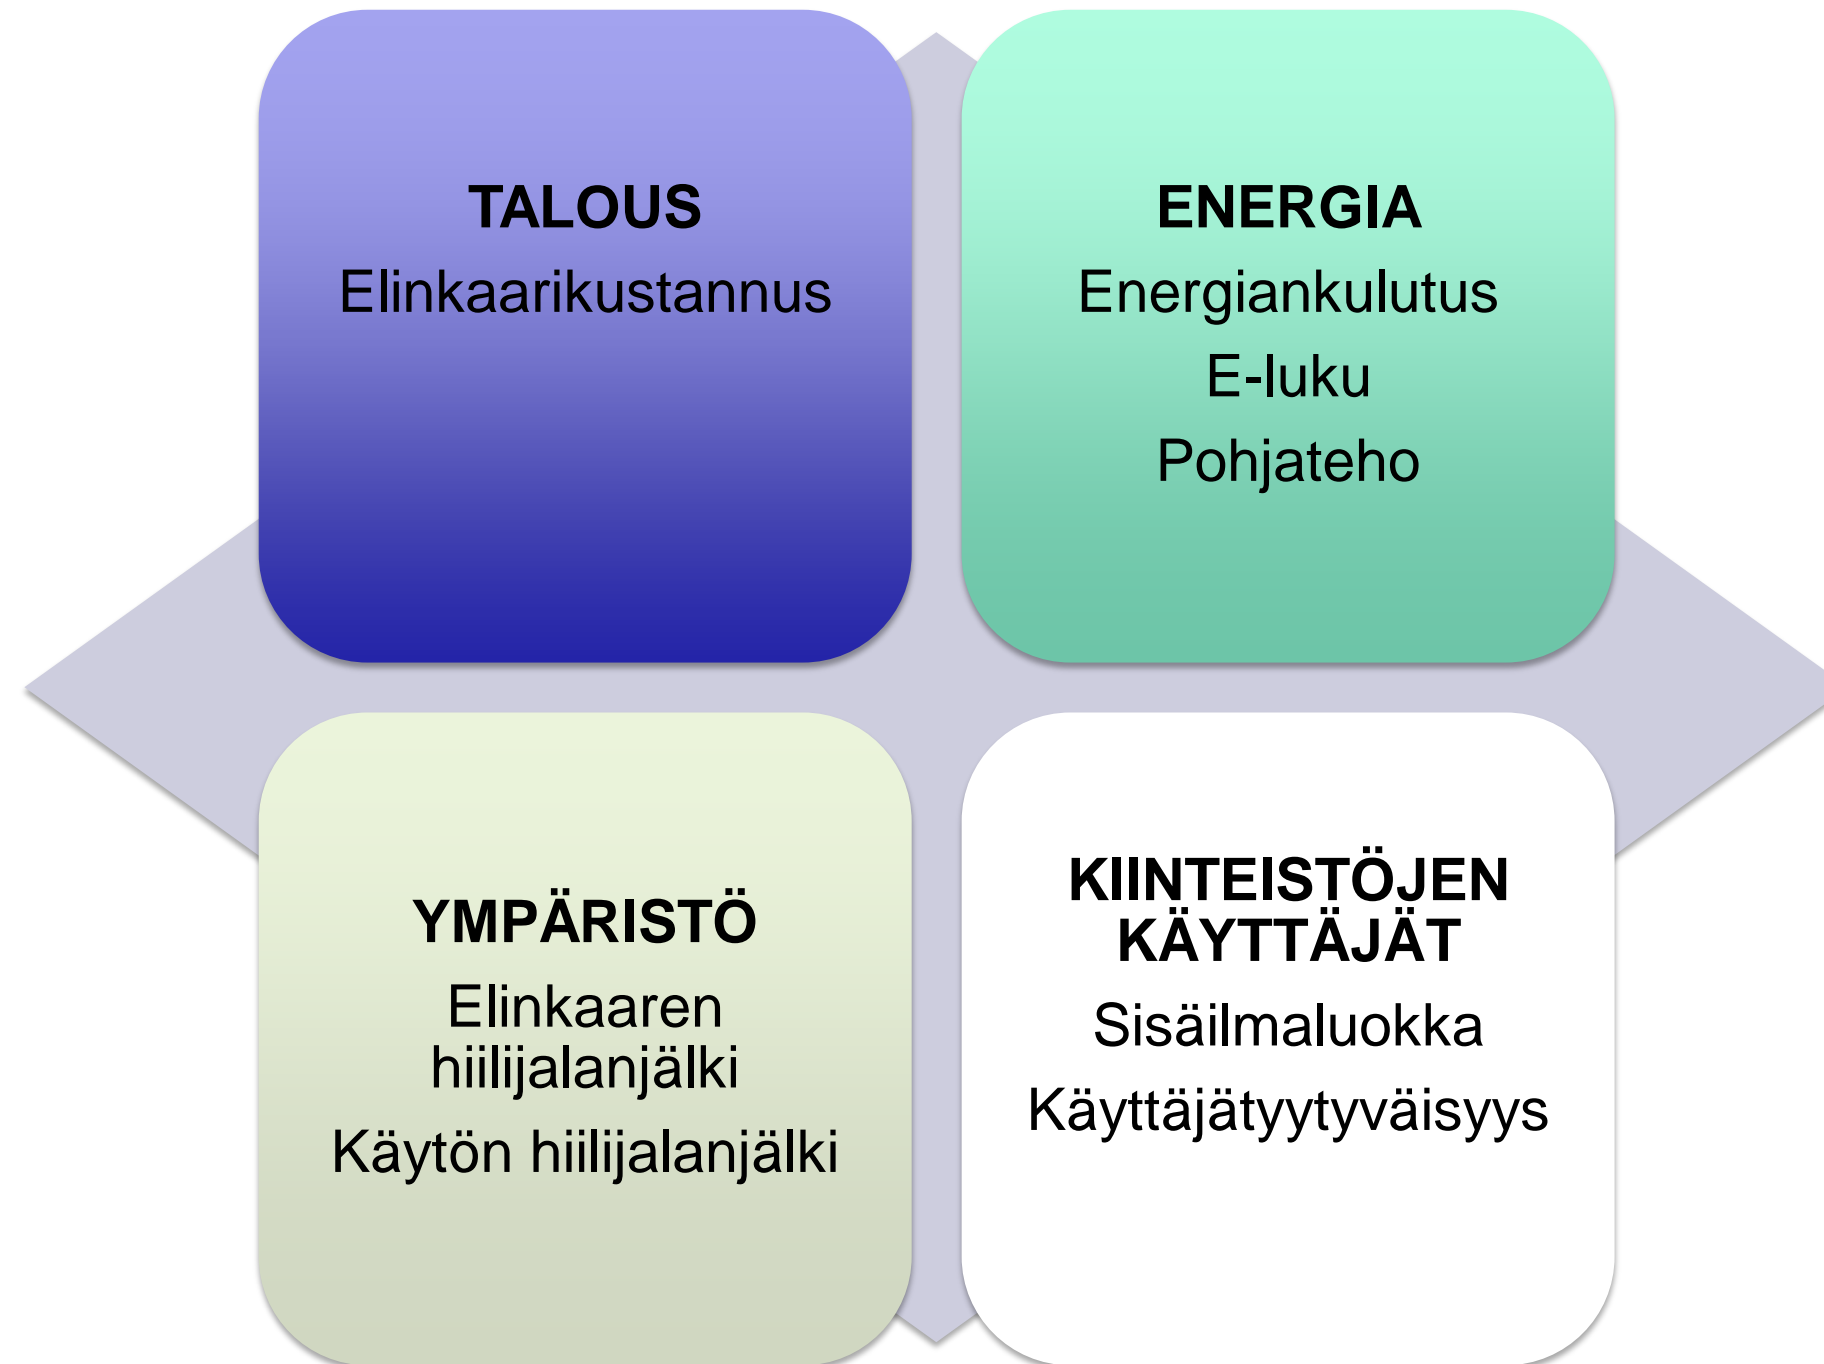 TALOUS
Elinkaarikustannus
ENERGIA
Energiankulutus
E-luku
Pohjateho
YMPÄRISTÖ
Elinkaaren
hiilijalanjälki
Käytön hiilijalanjälki
KIINTEISTÖJEN
KÄYTTÄJÄT
Sisäilmaluokka
Käyttäjätyytyväisyys